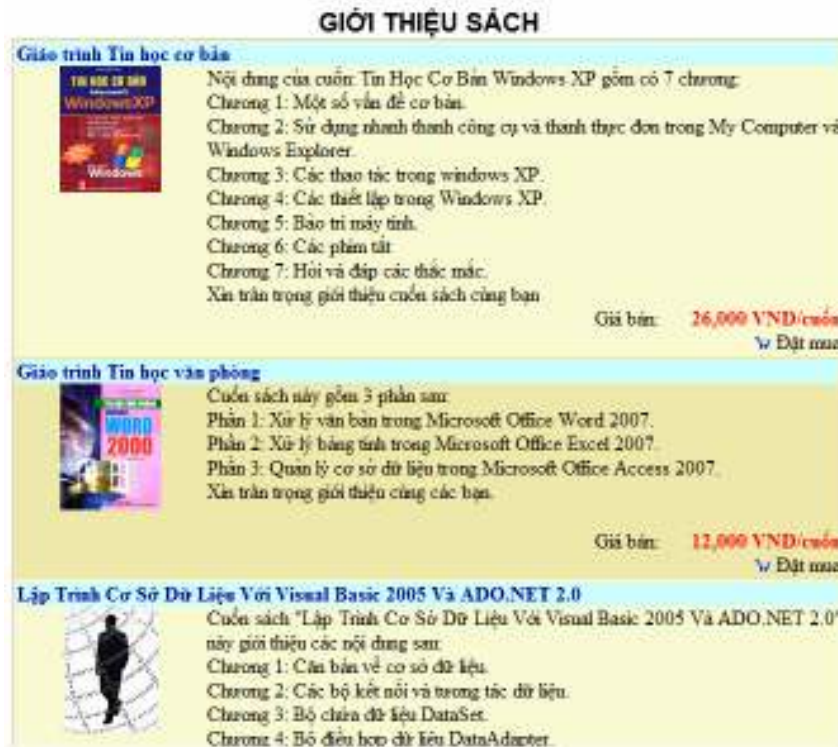 GIỚI THIỆU SÁCH
Giáo trình Tin học cơ bản
TIN HỌC CƠ BẢN
WindowsXP
Windows
Nội dung của cuốn: Tin Học Cơ Bản Windows XP gồm có 7 chương:
Chương 1: Một số vấn đề cơ bản.
Chương 2: Sử dụng nhanh thanh công cụ và thanh thực đơn trong My Computer và
Windows Explorer.
Chương 3: Các thao tác trong windows XP.
Chương 4: Các thiết lập trong Windows XP.
Chương 5: Bảo trì máy tính.
Chương 6: Các phím tắt
Chương 7: Hỏi và đáp các thắc mắc.
Xin trân trọng giới thiệu cuốn sách cùng bạn
Giá bán: 26,000 VNĐ/cuốn
Đặt mua
Giáo trình Tin học văn phòng
WORD
2000
Cuốn sách này gồm 3 phần sau:
Phần 1: Xử lý văn bản trong Microsoft Office Word 2007.
Phần 2: Xử lý bảng tính trong Microsoft Office Excel 2007.
Phần 3: Quản lý cơ sở dữ liệu trong Microsoft Office Access 2007.
Xin trân trọng giới thiệu cùng các bạn.
Giá bán: 12,000 VNĐ/cuốn
Đặt mua
Lập Trình Cơ Sở Dữ Liệu Với Visual Basic 2005 Và ADO.NET 2.0
Cuốn sách "Lập Trình Cơ Sở Dữ Liệu Với Visual Basic 2005 Và ADO.NET 2.0"
này giới thiệu các nội dung sau:
Chương 1: Căn bản về cơ sở dữ liệu.
Chương 2: Các bộ kết nối và tương tác dữ liệu.
Chương 3: Bộ chứa dữ liệu DataSet.
Chương 4: Bộ điều hợp dữ liệu DataAdapter.